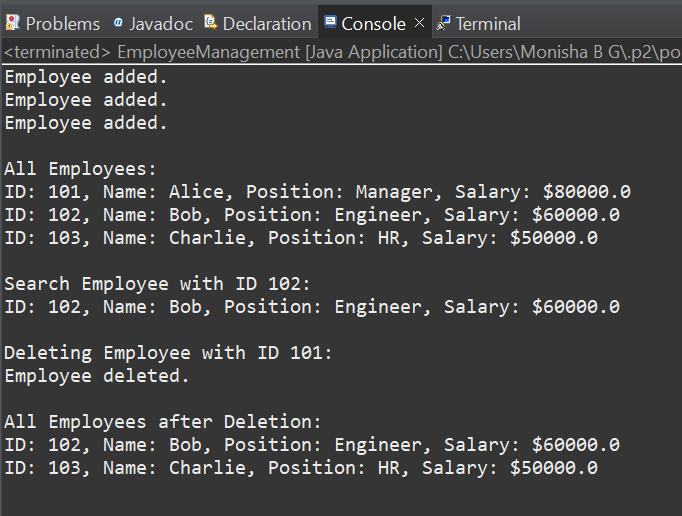 Problems Javadoc Declaration Console Terminal
<terminated> EmployeeManagement [Java Application] C:\Users\Monisha B G\.p2\po
Employee added.
Employee added.
Employee added.
All Employees:
ID: 101, Name: Alice, Position: Manager, Salary: $80000.0
ID: 102, Name: Bob, Position: Engineer, Salary: $60000.0
ID: 103, Name: Charlie, Position: HR, Salary: $50000.0
Search Employee with ID 102:
ID: 102, Name: Bob, Position: Engineer, Salary: $60000.0
Deleting Employee with ID 101:
Employee deleted.
All Employees after Deletion:
ID: 102, Name: Bob, Position: Engineer, Salary: $60000.0
ID: 103, Name: Charlie, Position: HR, Salary: $50000.0